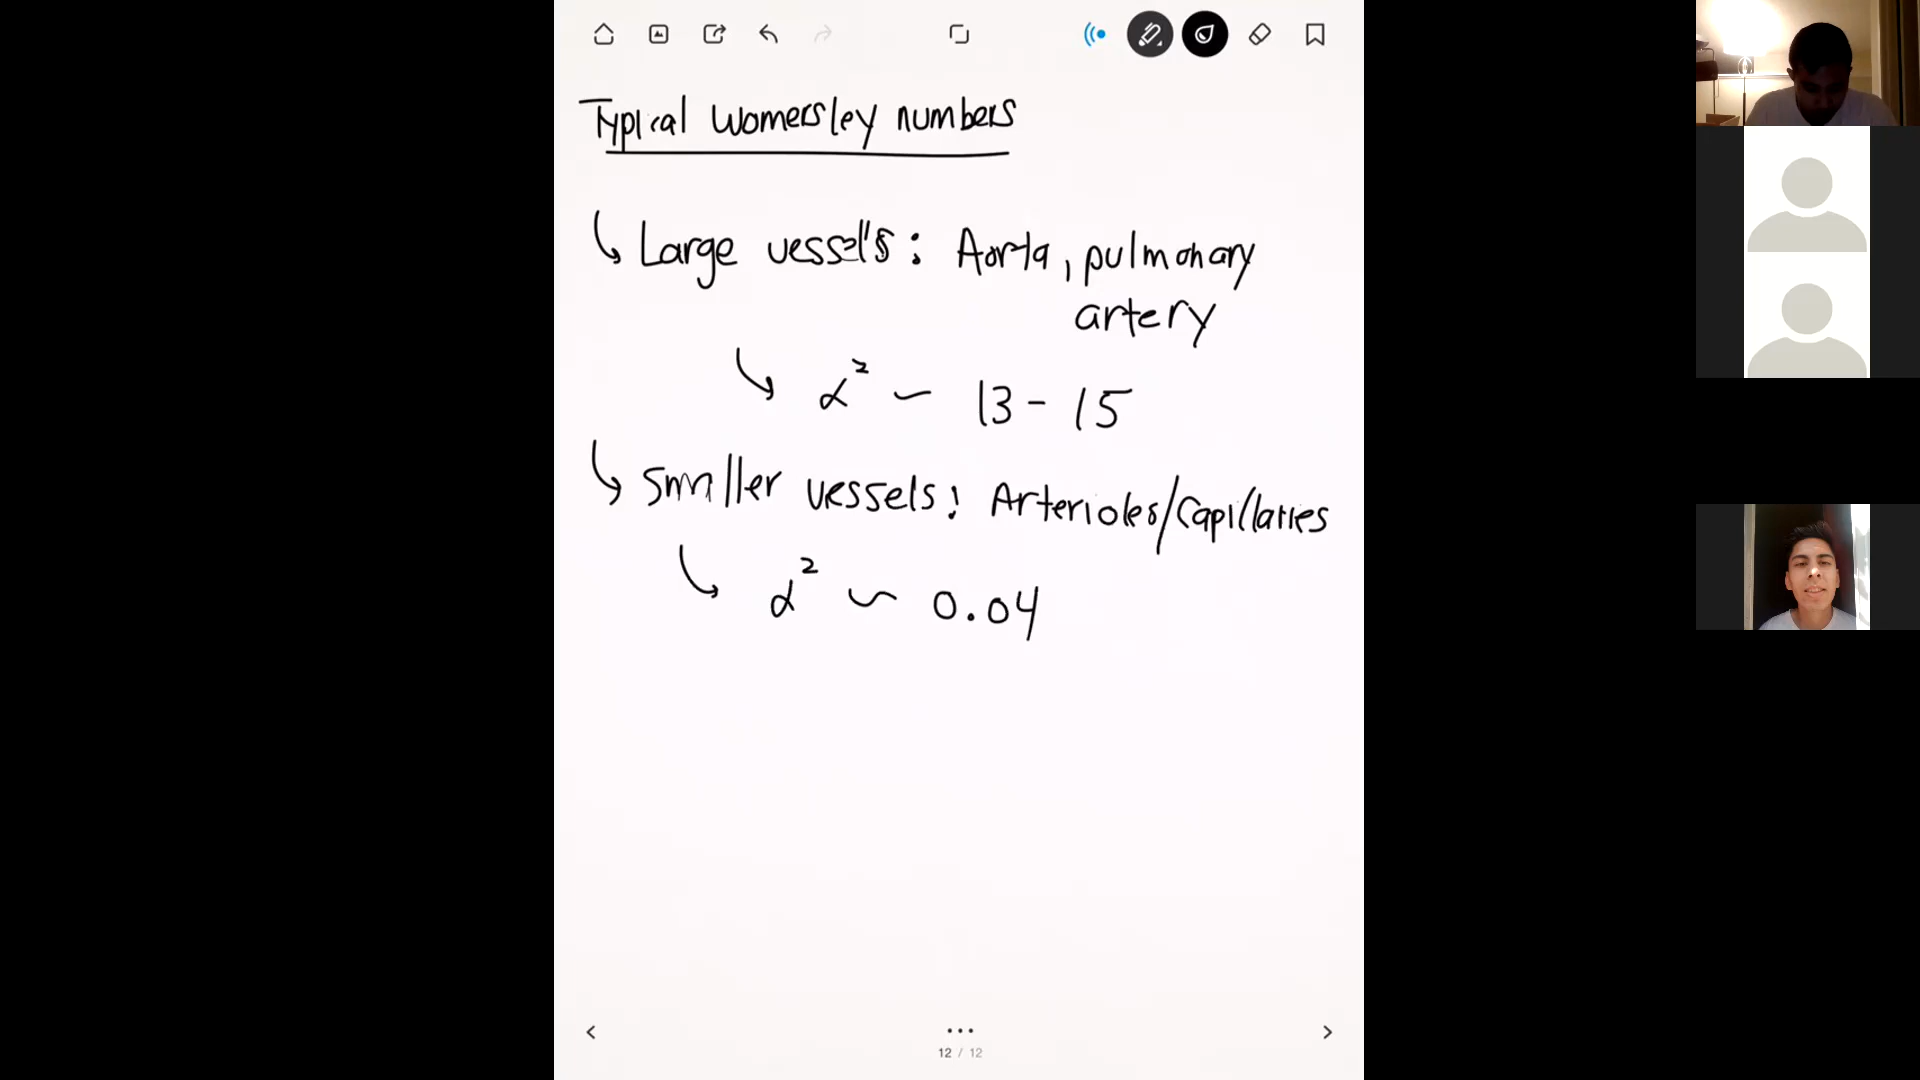 Typical Womersley numbers
Large vessels: Aorta, pulmonary
artery
α² ~ 13 - 15
Smaller vessels: Arterioles/Capillaries
α² ~ 0.04
12 / 12